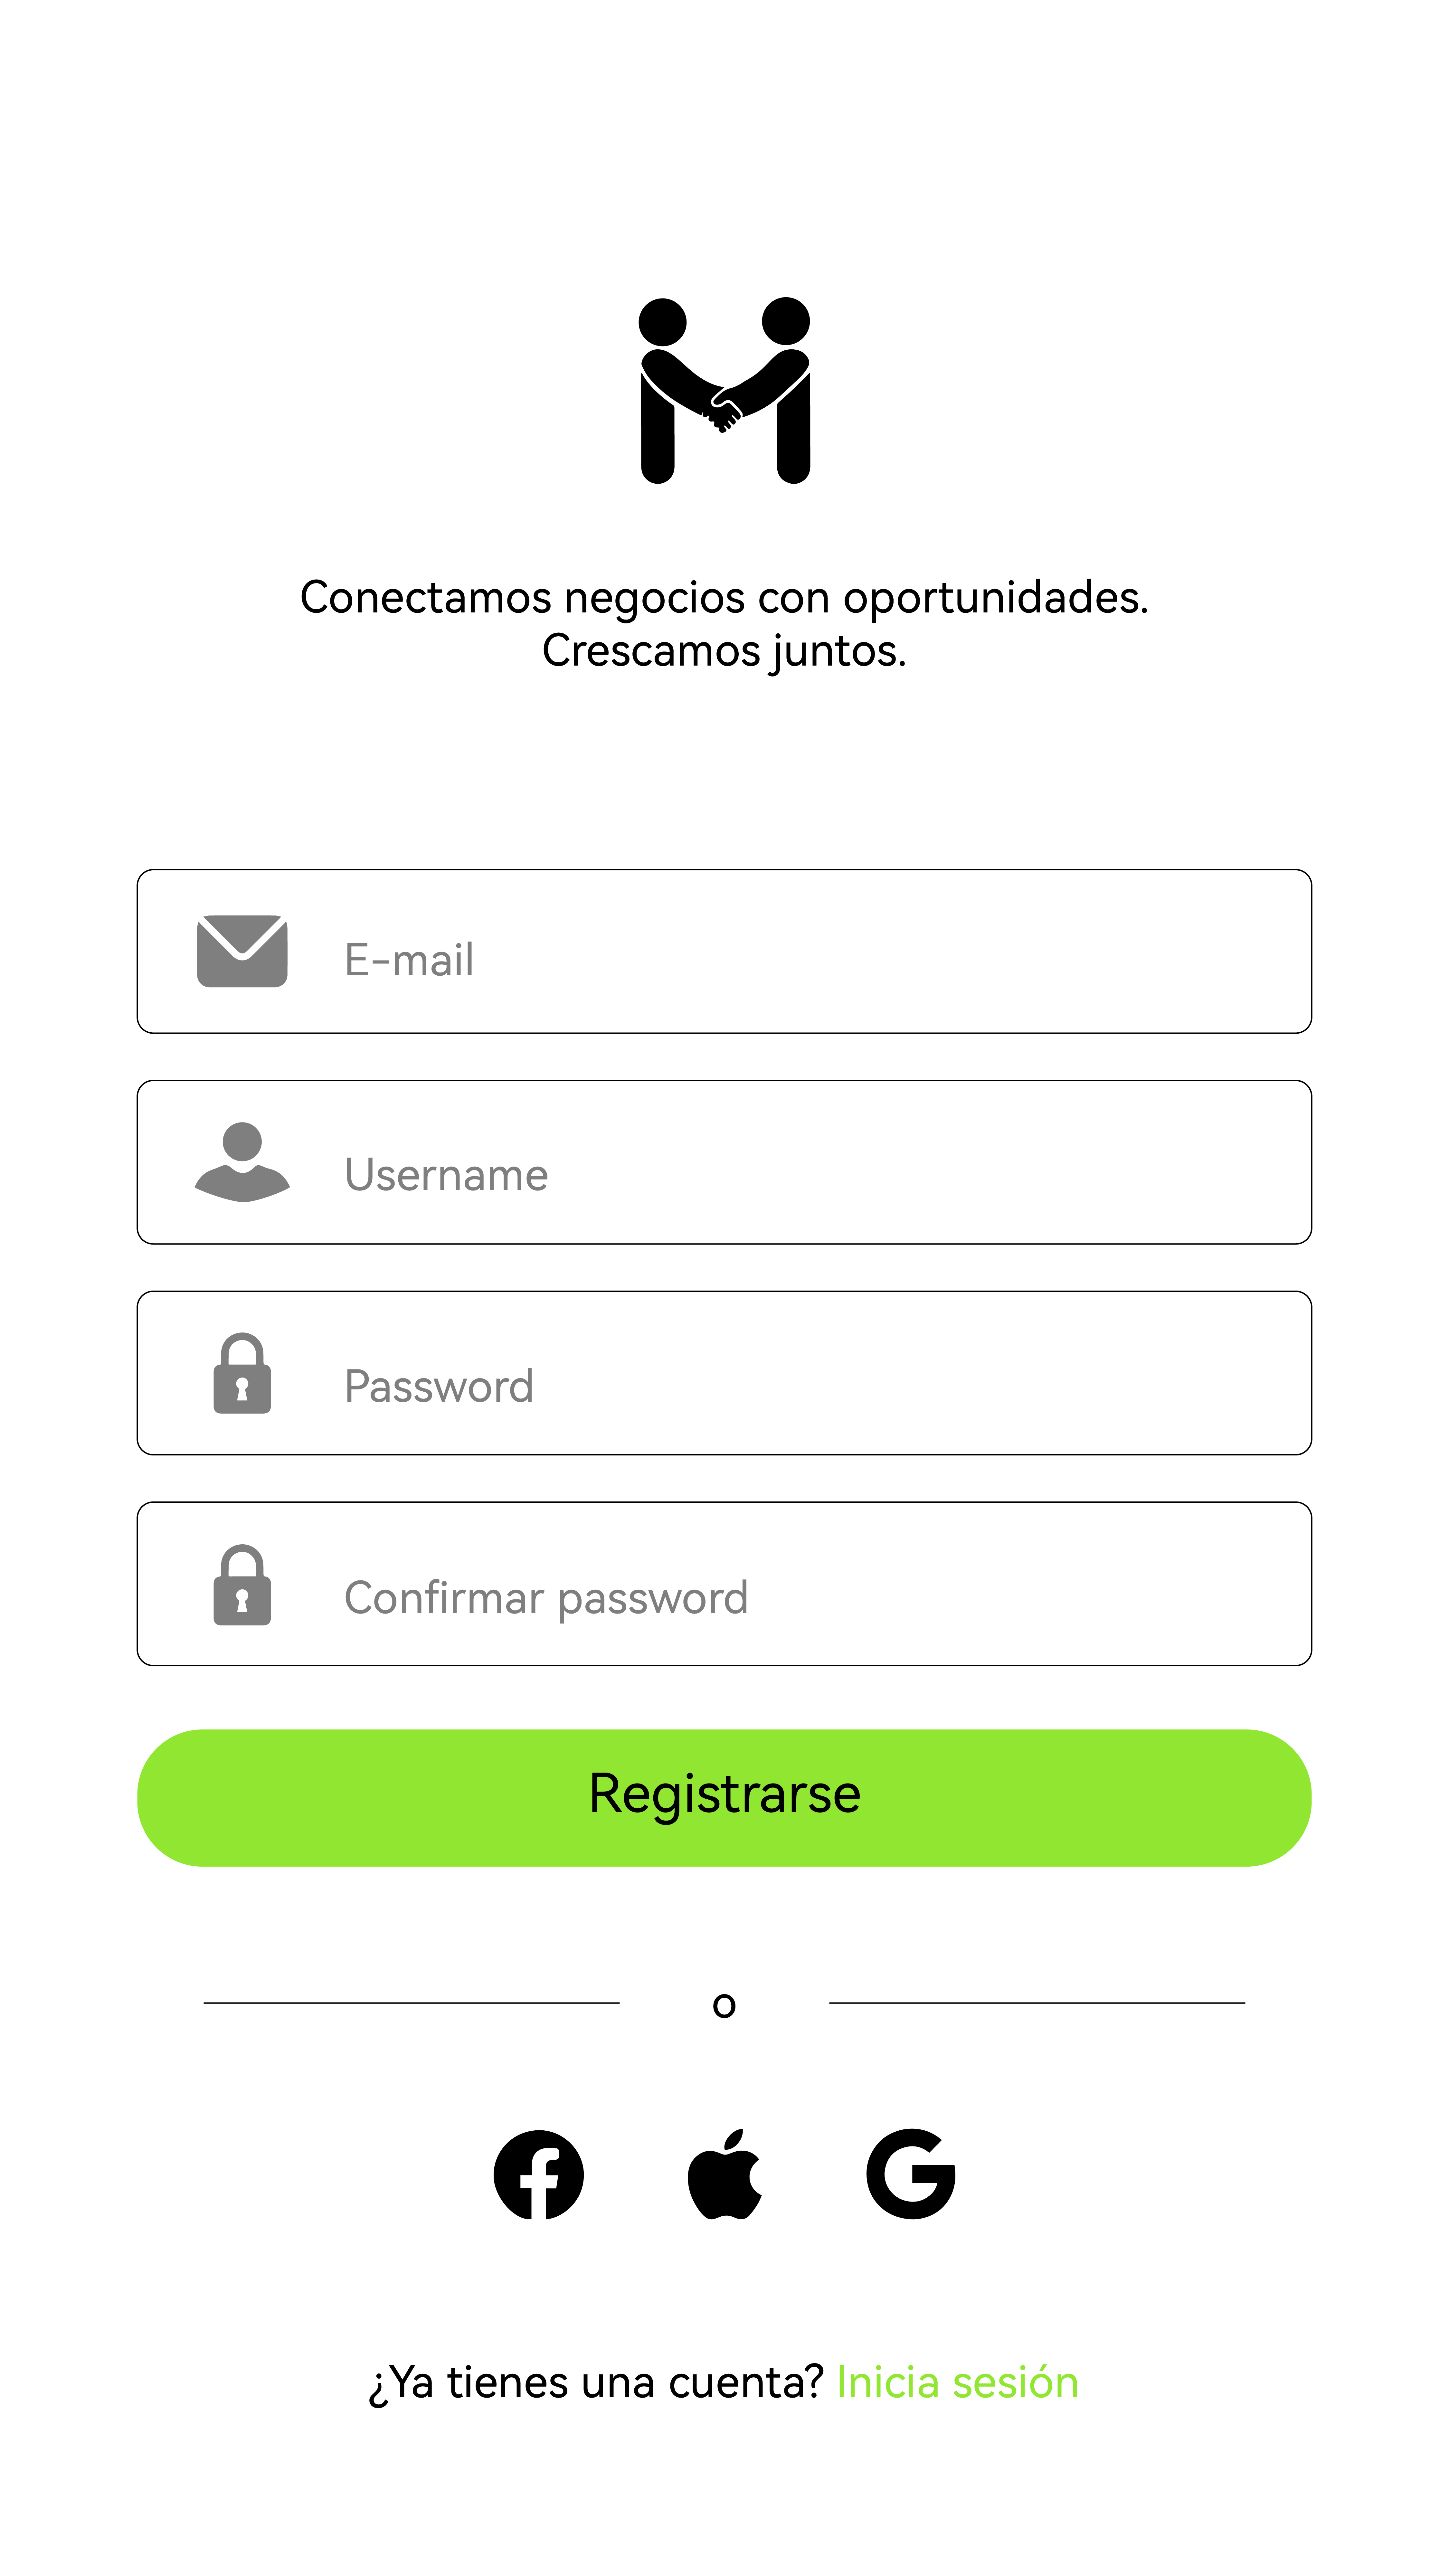 Conectamos negocios con oportunidades.
Crescamos juntos.
E-mail
Username
Password
Confirmar password
Registrarse
o
¿Ya tienes una cuenta? Inicia sesión